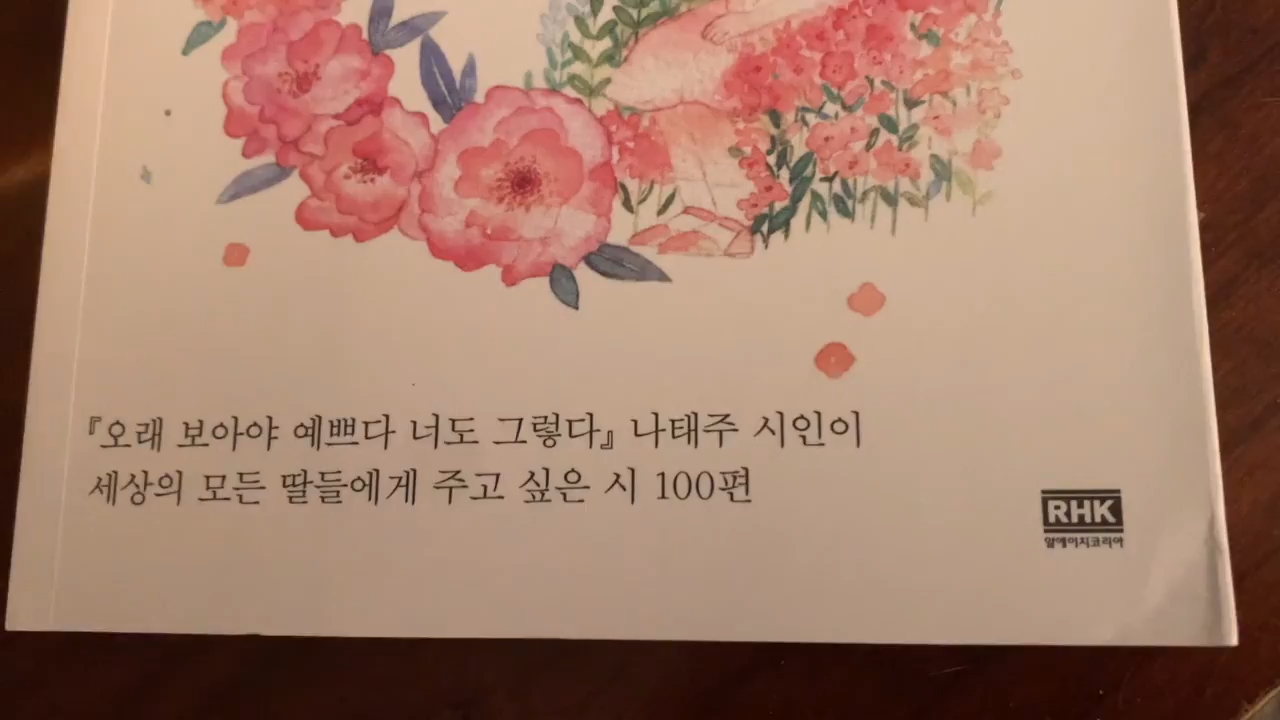 『오래 보아야 예쁘다 너도 그렇다』 나태주 시인이
세상의 모든 딸들에게 주고 싶은 시 100편
RHK
알에이치코리아